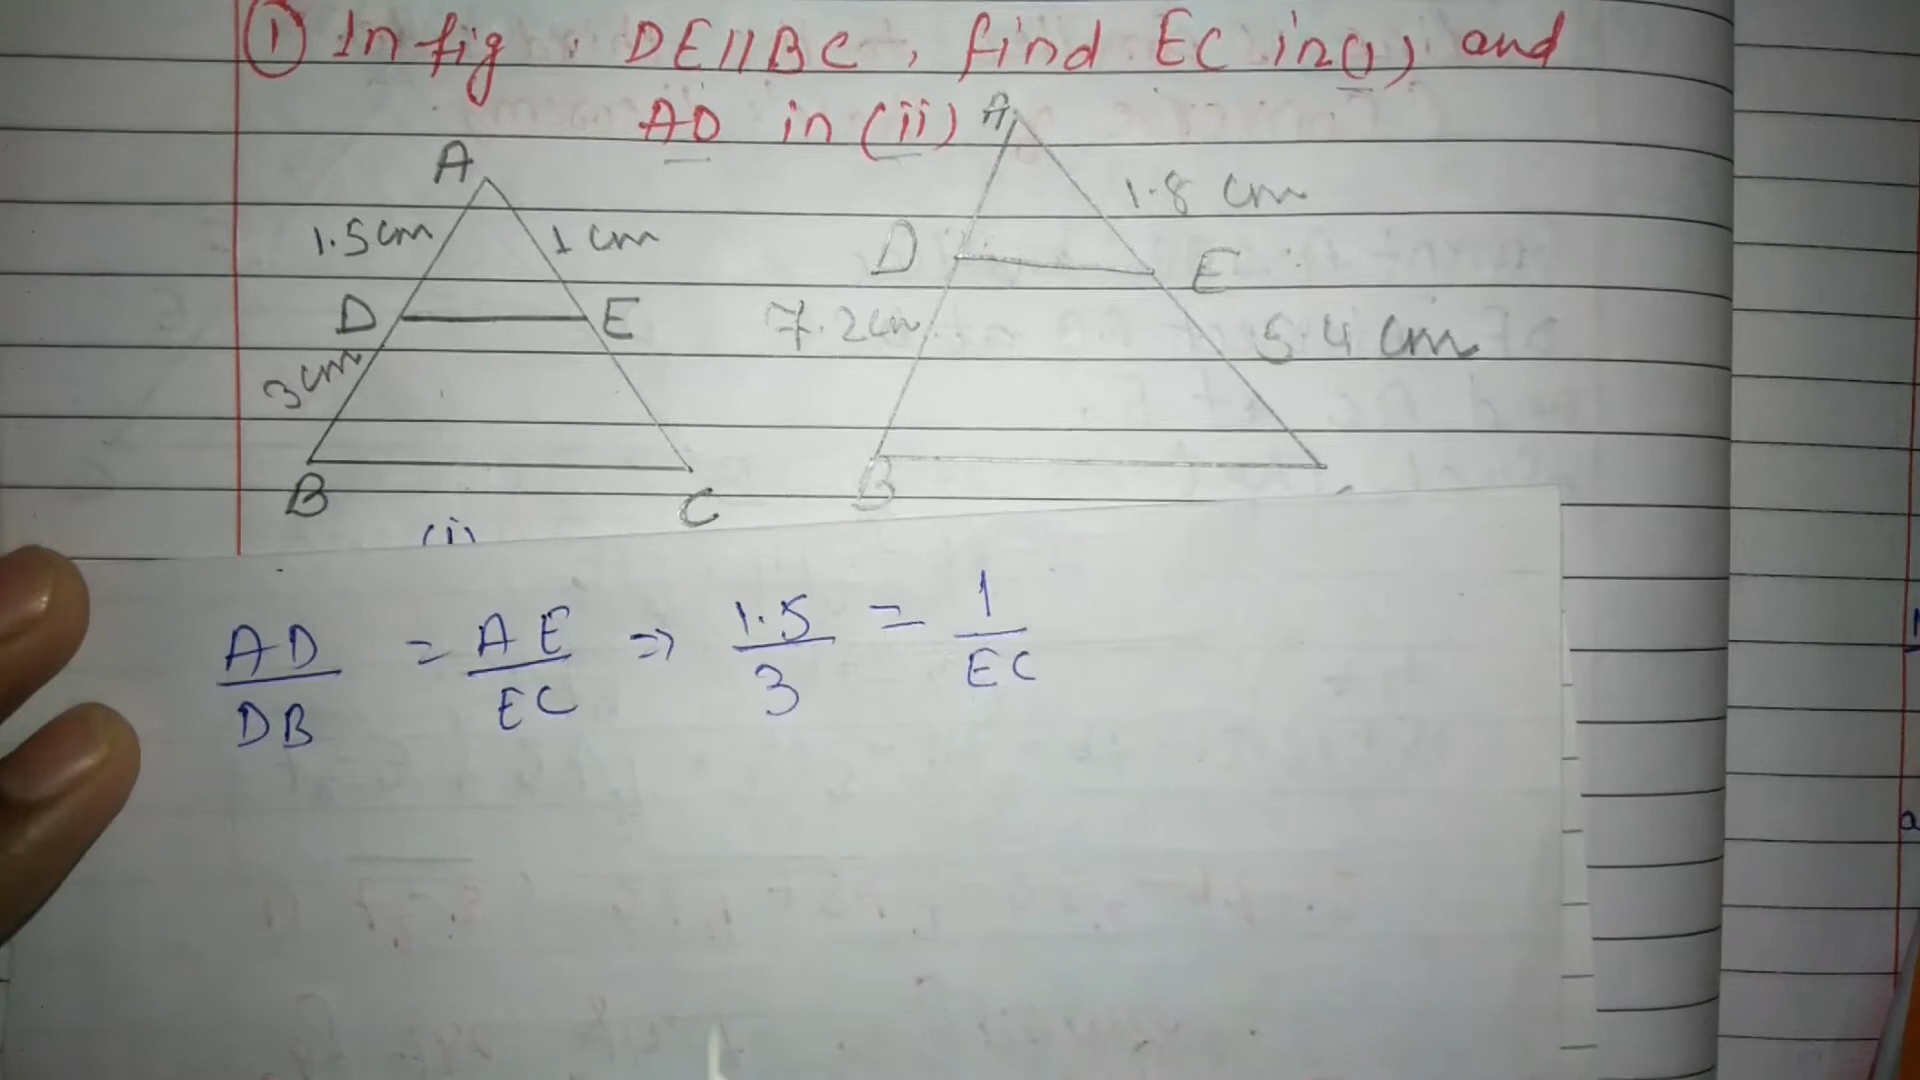 ① In fig . DE//BC, find EC in (i) and
AD in (ii)
A
1.5cm 1 cm
D E
3cm
B C
(i)
A
1.8 cm
D E
7.2cm 5.4 cm
B
AD/DB = AE/EC => 1.5/3 = 1/EC